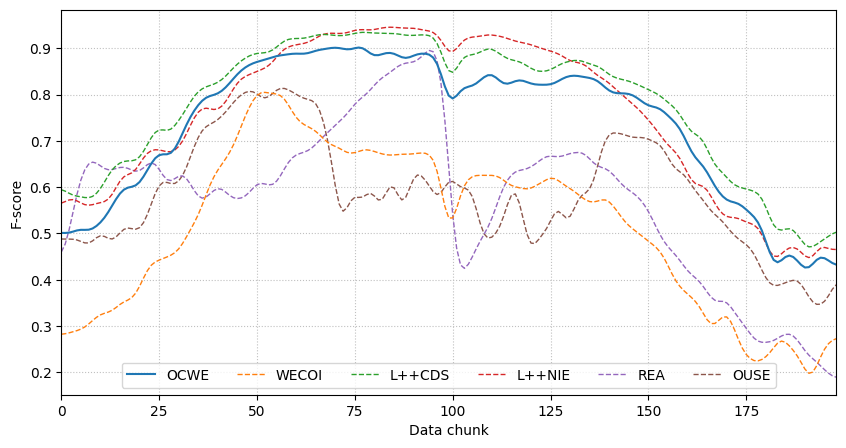 F-score
0.9
0.8
0.7
0.6
0.5
0.4
0.3
0.2
OCWE WECOI L++CDS L++NIE REA OUSE
0 25 50 75 100 125 150 175
Data chunk